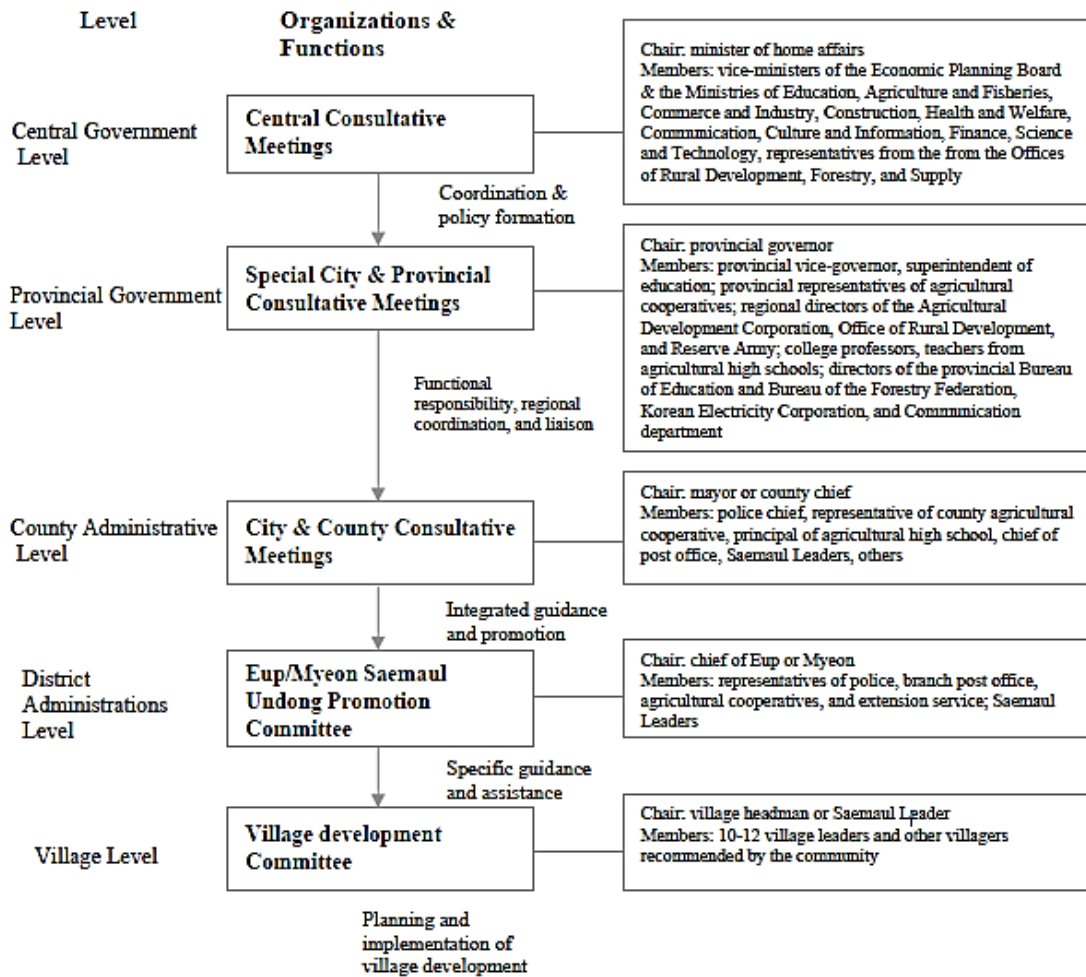 Level
Organizations &
Functions
Central Government
Level
Central Consultative
Meetings
Chair: minister of home affairs
Members: vice-ministers of the Economic Planning Board
& the Ministries of Education, Agriculture and Fisheries,
Commerce and Industry, Construction, Health and Welfare,
Communication, Culture and Information, Finance, Science
and Technology, representatives from the from the Offices
of Rural Development, Forestry, and Supply
Coordination &
policy formation
Provincial Government
Level
Special City & Provincial
Consultative Meetings
Chair: provincial governor
Members: provincial vice-governor, superintendent of
education; provincial representatives of agricultural
cooperatives; regional directors of the Agricultural
Development Corporation, Office of Rural Development,
and Reserve Army; college professors, teachers from
agricultural high schools; directors of the provincial Bureau
of Education and Bureau of the Forestry Federation,
Korean Electricity Corporation, and Communication
department
Functional
responsibility, regional
coordination, and liaison
County Administrative
Level
City & County Consultative
Meetings
Chair: mayor or county chief
Members: police chief, representative of county agricultural
cooperative, principal of agricultural high school, chief of
post office, Saemaul Leaders, others
Integrated guidance
and promotion
District
Administrations
Level
Eup/Myeon Saemaul
Undong Promotion
Committee
Chair: chief of Eup or Myeon
Members: representatives of police, branch post office,
agricultural cooperatives, and extension service; Saemaul
Leaders
Specific guidance
and assistance
Village Level
Village development
Committee
Chair: village headman or Saemaul Leader
Members: 10-12 village leaders and other villagers
recommended by the community
Planning and
implementation of
village development